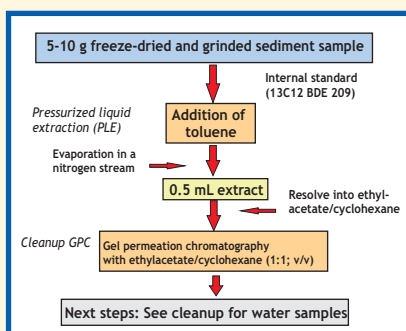 5-10 g freeze-dried and grinded sediment sample
Internal standard
(13C12 BDE 209)
Pressurized liquid
extraction (PLE)
Addition of
toluene
Evaporation in a
nitrogen stream
0.5 mL extract
Resolve into ethyl-
acetate/cyclohexane
Cleanup GPC
Gel permeation chromatography
with ethylacetate/cyclohexane (1:1; v/v)
Next steps: See cleanup for water samples